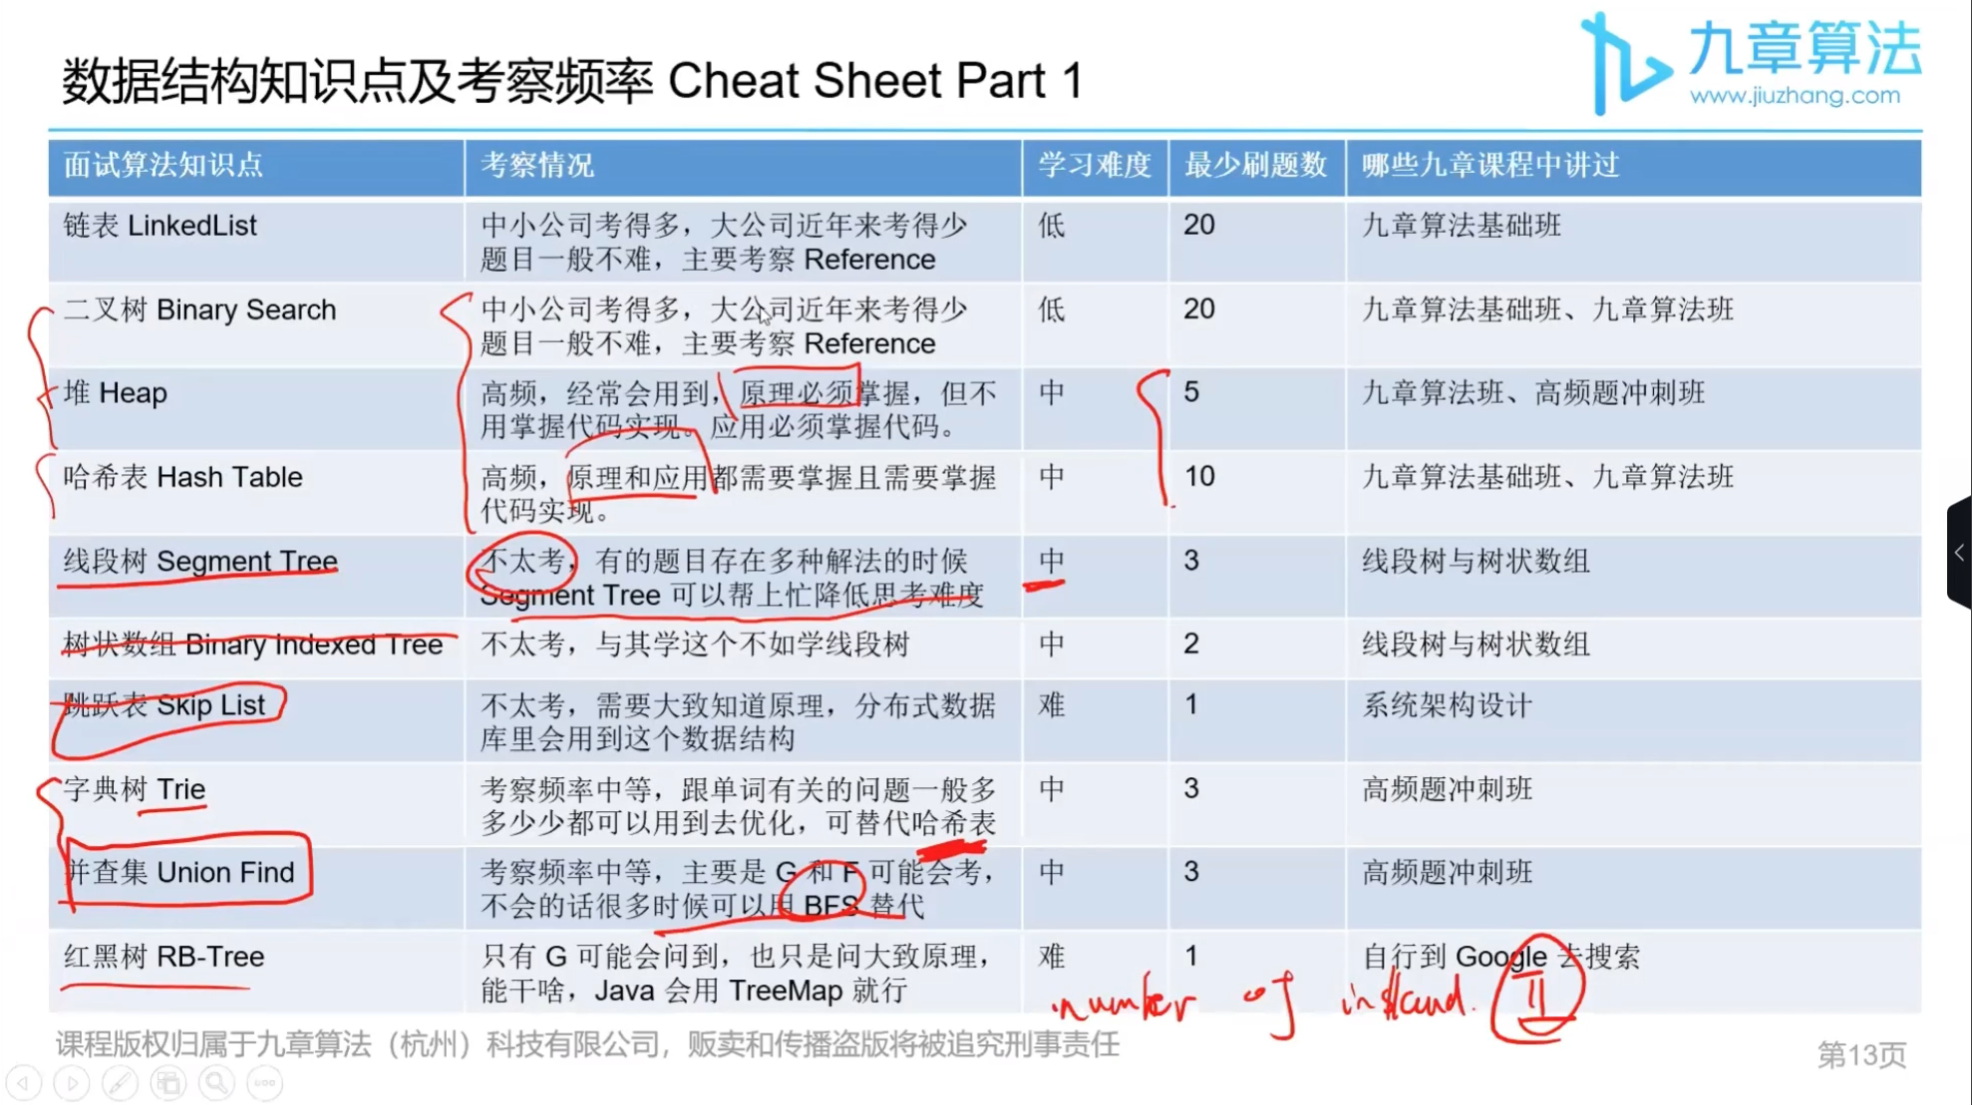 数据结构知识点及考察频率 Cheat Sheet Part 1
九章算法
www.jiuzhang.com
面试算法知识点 考察情况 学习难度 最少刷题数 哪些九章课程中讲过
链表 LinkedList 中小公司考得多，大公司近年来考得少 低 20 九章算法基础班
题目一般不难，主要考察 Reference
二叉树 Binary Search 中小公司考得多，大公司近年来考得少 低 20 九章算法基础班、九章算法班
题目一般不难，主要考察 Reference
堆 Heap 高频，经常会用到，原理必须掌握，但不 中 5 九章算法班、高频题冲刺班
用掌握代码实现。应用必须掌握代码。
哈希表 Hash Table 高频，原理和应用都需要掌握且需要掌握 中 10 九章算法基础班、九章算法班
代码实现。
线段树 Segment Tree 不太考，有的题目存在多种解法的时候 中 3 线段树与树状数组
Segment Tree 可以帮上忙降低思考难度
树状数组 Binary Indexed Tree 不太考，与其学这个不如学线段树 中 2 线段树与树状数组
跳跃表 Skip List 不太考，需要大致知道原理，分布式数据 难 1 系统架构设计
库里会用到这个数据结构
字典树 Trie 考察频率中等，跟单词有关的问题一般多 中 3 高频题冲刺班
多少少都可以用到去优化，可替代哈希表
并查集 Union Find 考察频率中等，主要是 G 和 F 可能会考， 中 3 高频题冲刺班
不会的话很多时候可以用 BFS 替代
红黑树 RB-Tree 只有 G 可能会问到，也只是问大致原理， 难 1 自行到 Google 去搜索
能干啥，Java 会用 TreeMap 就行
number of II
课程版权归属于九章算法（杭州）科技有限公司，贩卖和传播盗版将被追究刑事责任
第13页